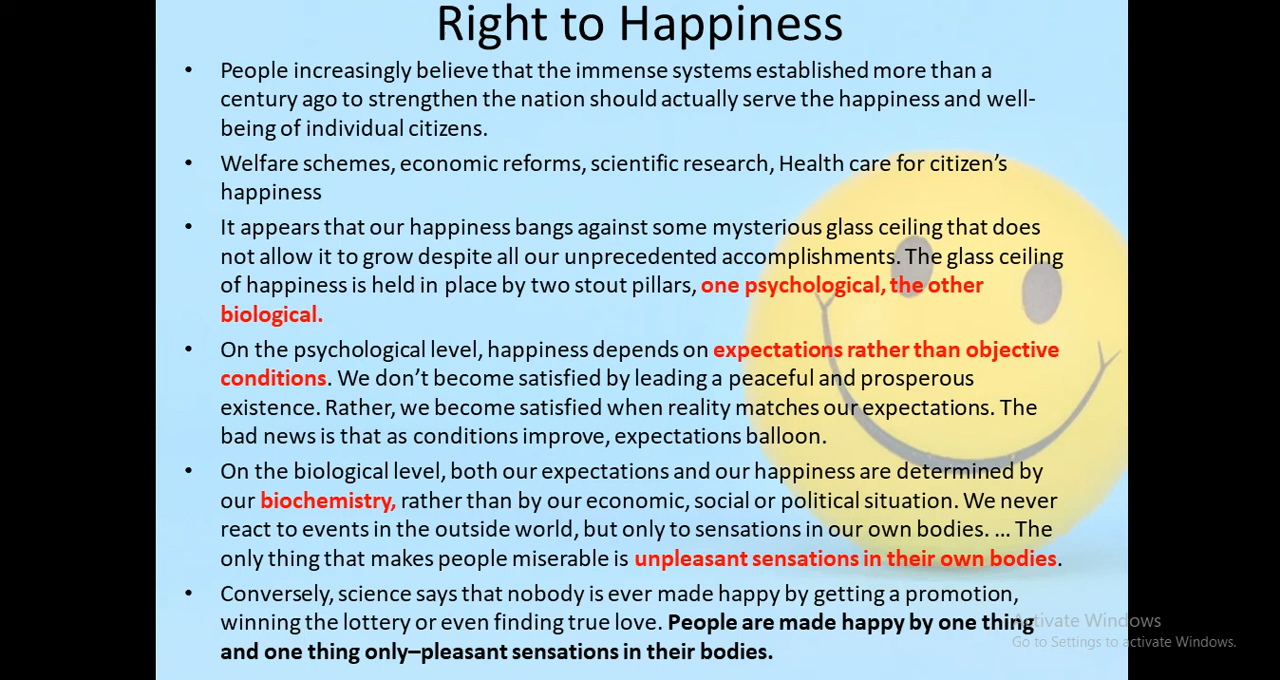 Right to Happiness
• People increasingly believe that the immense systems established more than a
century ago to strengthen the nation should actually serve the happiness and well-
being of individual citizens.
• Welfare schemes, economic reforms, scientific research, Health care for citizen's
happiness
• It appears that our happiness bangs against some mysterious glass ceiling that does
not allow it to grow despite all our unprecedented accomplishments. The glass ceiling
of happiness is held in place by two stout pillars, one psychological, the other
biological.
• On the psychological level, happiness depends on expectations rather than objective
conditions. We don't become satisfied by leading a peaceful and prosperous
existence. Rather, we become satisfied when reality matches our expectations. The
bad news is that as conditions improve, expectations balloon.
• On the biological level, both our expectations and our happiness are determined by
our biochemistry, rather than by our economic, social or political situation. We never
react to events in the outside world, but only to sensations in our own bodies. ... The
only thing that makes people miserable is unpleasant sensations in their own bodies.
• Conversely, science says that nobody is ever made happy by getting a promotion,
winning the lottery or even finding true love. People are made happy by one thing
and one thing only–pleasant sensations in their bodies.
Activate Windows
Go to Settings to activate Windows.